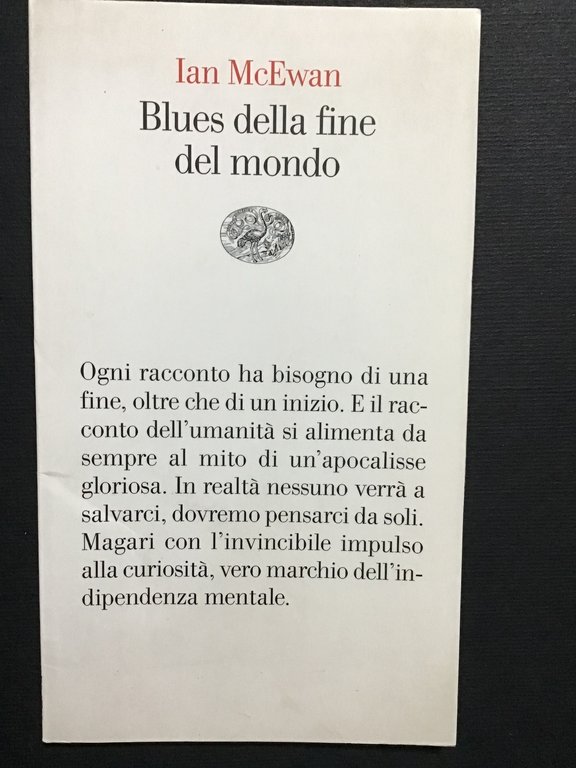 Ian McEwan
Blues della fine
del mondo
Ogni racconto ha bisogno di una
fine, oltre che di un inizio. E il rac-
conto dell'umanità si alimenta da
sempre al mito di un'apocalisse
gloriosa. In realtà nessuno verrà a
salvarci, dovremo pensarci da soli.
Magari con l'invincibile impulso
alla curiosità, vero marchio dell'in-
dipendenza mentale.